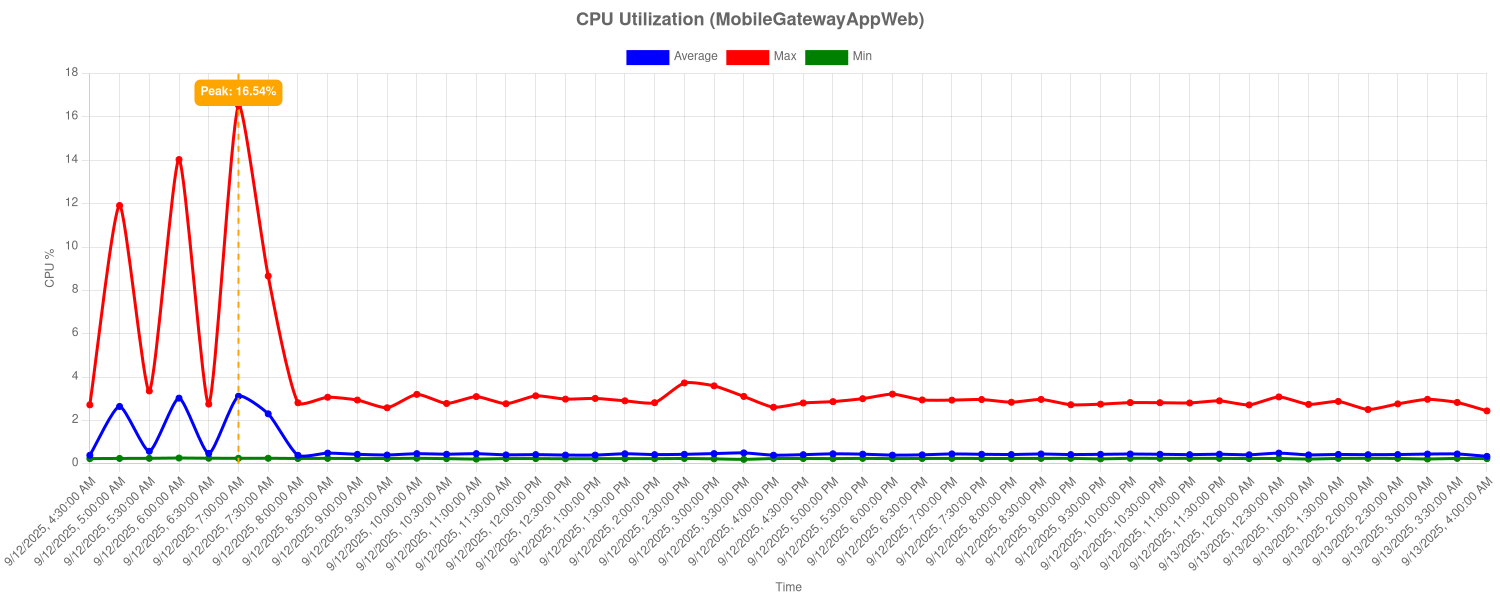 CPU Utilization (MobileGatewayAppWeb)
Average Max Min
Peak: 16.54%
CPU %
18
16
14
12
10
8
6
4
2
0
9/12/2025, 4:30:00 AM
9/12/2025, 5:00:00 AM
9/12/2025, 5:30:00 AM
9/12/2025, 6:00:00 AM
9/12/2025, 6:30:00 AM
9/12/2025, 7:00:00 AM
9/12/2025, 7:30:00 AM
9/12/2025, 8:00:00 AM
9/12/2025, 8:30:00 AM
9/12/2025, 9:00:00 AM
9/12/2025, 9:30:00 AM
9/12/2025, 10:00:00 AM
9/12/2025, 10:30:00 AM
9/12/2025, 11:00:00 AM
9/12/2025, 11:30:00 AM
9/12/2025, 12:00:00 PM
9/12/2025, 12:30:00 PM
9/12/2025, 1:00:00 PM
9/12/2025, 1:30:00 PM
9/12/2025, 2:00:00 PM
9/12/2025, 2:30:00 PM
9/12/2025, 3:00:00 PM
9/12/2025, 3:30:00 PM
9/12/2025, 4:00:00 PM
9/12/2025, 4:30:00 PM
9/12/2025, 5:00:00 PM
9/12/2025, 5:30:00 PM
9/12/2025, 6:00:00 PM
9/12/2025, 6:30:00 PM
9/12/2025, 7:00:00 PM
9/12/2025, 7:30:00 PM
9/12/2025, 8:00:00 PM
9/12/2025, 8:30:00 PM
9/12/2025, 9:00:00 PM
9/12/2025, 9:30:00 PM
9/12/2025, 10:00:00 PM
9/12/2025, 10:30:00 PM
9/12/2025, 11:00:00 PM
9/12/2025, 11:30:00 PM
9/13/2025, 12:00:00 AM
9/13/2025, 12:30:00 AM
9/13/2025, 1:00:00 AM
9/13/2025, 1:30:00 AM
9/13/2025, 2:00:00 AM
9/13/2025, 2:30:00 AM
9/13/2025, 3:00:00 AM
9/13/2025, 3:30:00 AM
9/13/2025, 4:00:00 AM
Time